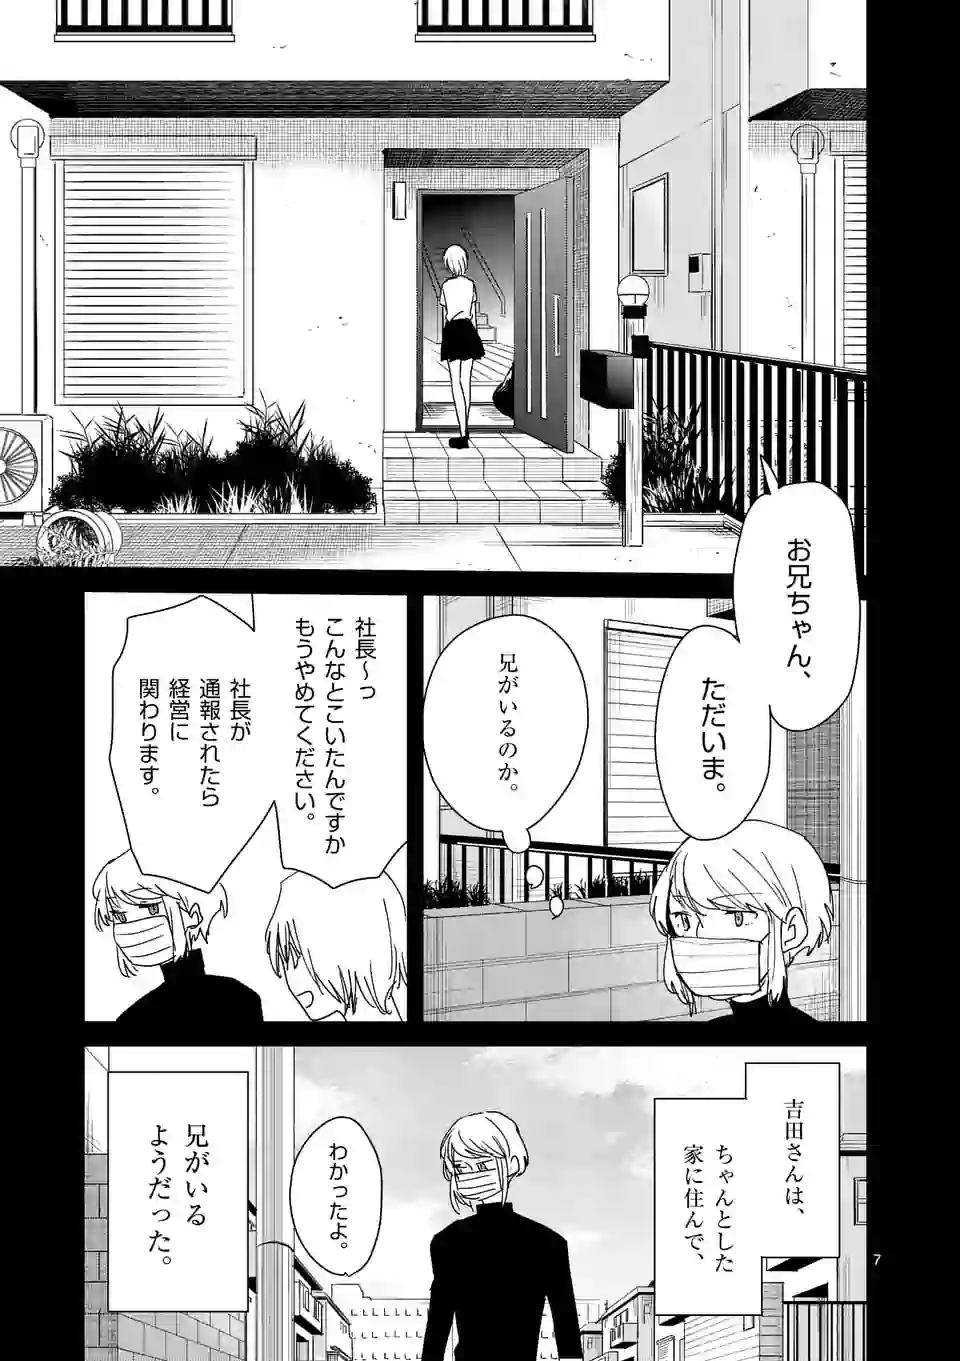 お兄ちゃん、
ただいま。
兄がいるのか。
社長〜っ
こんなとこいたんですか
もうやめてください。
社長が
通報されたら
経営に
関わります。
吉田さんは、
ちゃんとした
家に住んで、
わかったよ。
兄がいる
ようだった。
7